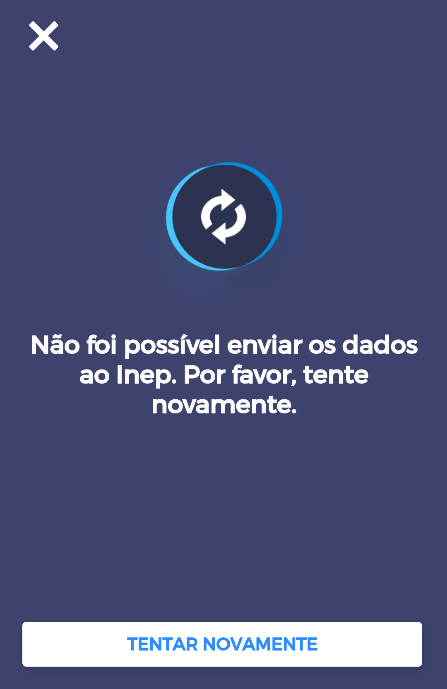 Não foi possível enviar os dados
ao Inep. Por favor, tente
novamente.
TENTAR NOVAMENTE